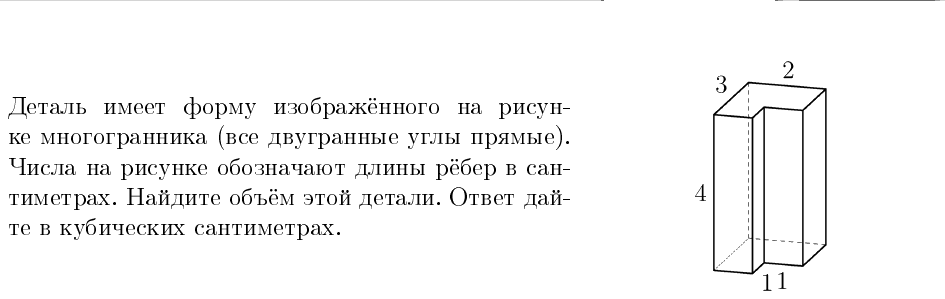 Деталь имеет форму изображённого на рисун-
ке многогранника (все двугранные углы прямые).
Числа на рисунке обозначают длины рёбер в сан-
тиметрах. Найдите объём этой детали. Ответ дай-
те в кубических сантиметрах.
2
3
4
1 1